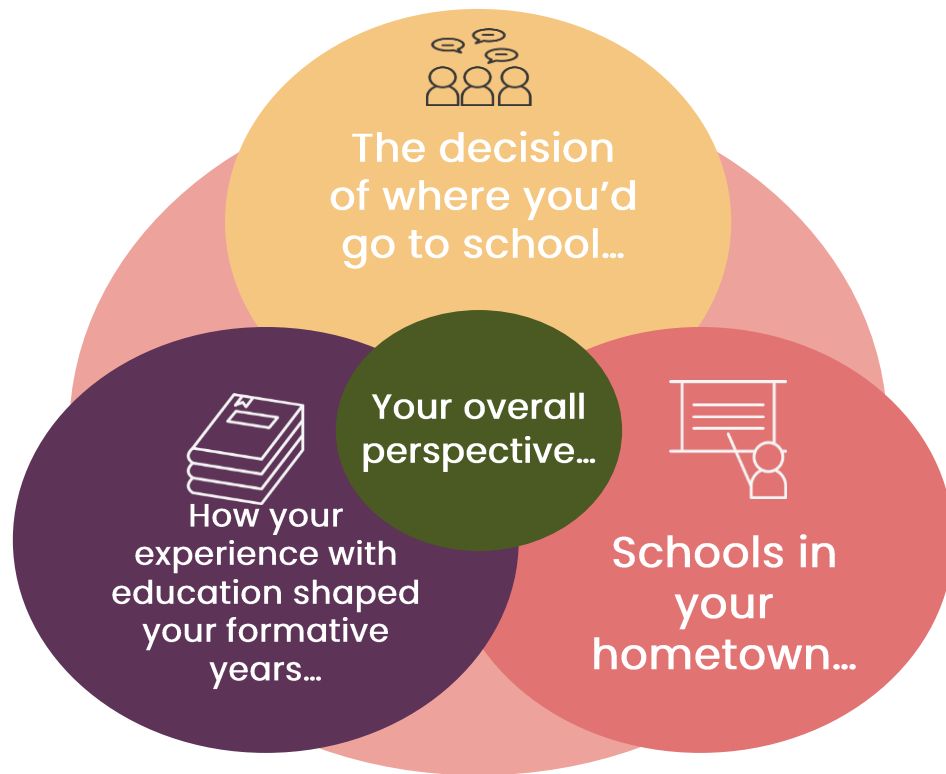 The decision
of where you’d
go to school…
Your overall
perspective…
How your
experience with
education shaped
your formative
years…
Schools in
your
hometown…